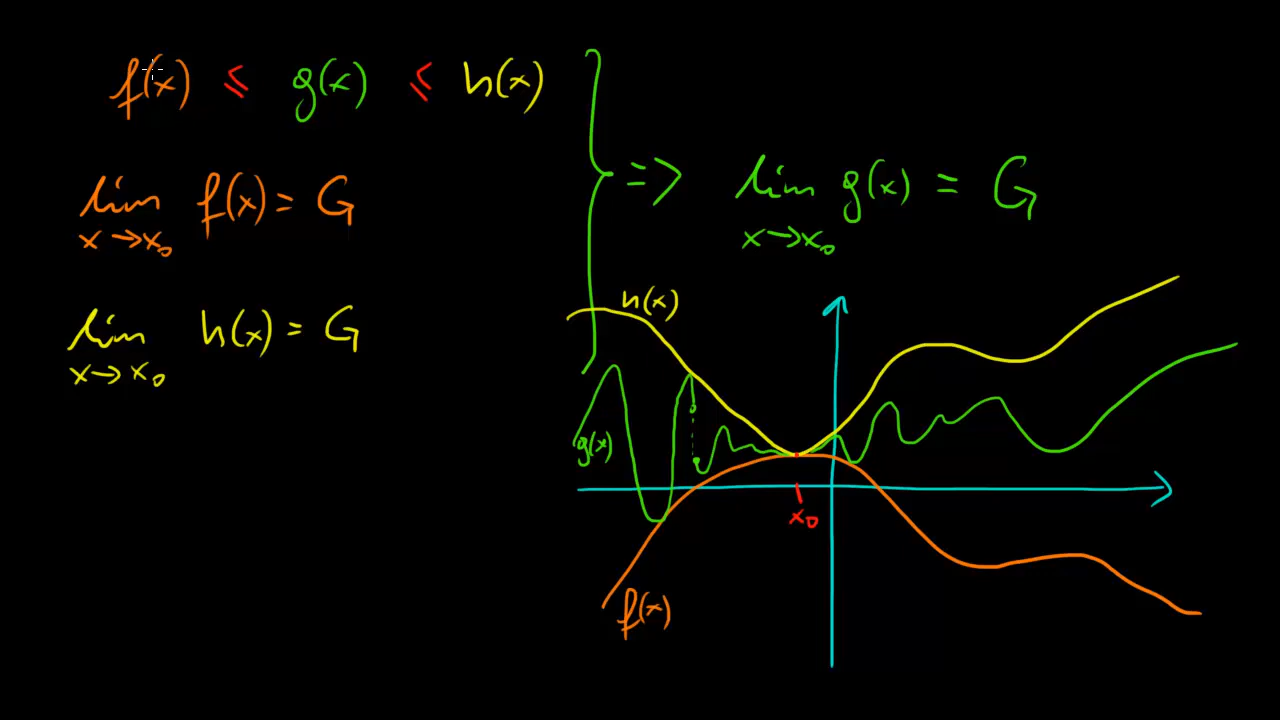 f(x) ≤ g(x) ≤ h(x)
lim f(x) = G
x→x₀
lim h(x) = G
x→x₀
=> lim g(x) = G
x→x₀
h(x)
g(x)
x₀
f(x)